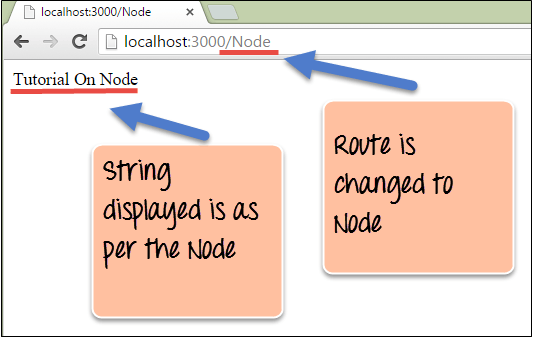 localhost:3000/Node
localhost:3000/Node
Tutorial On Node
String
displayed is as
per the Node
Route is
changed to
Node